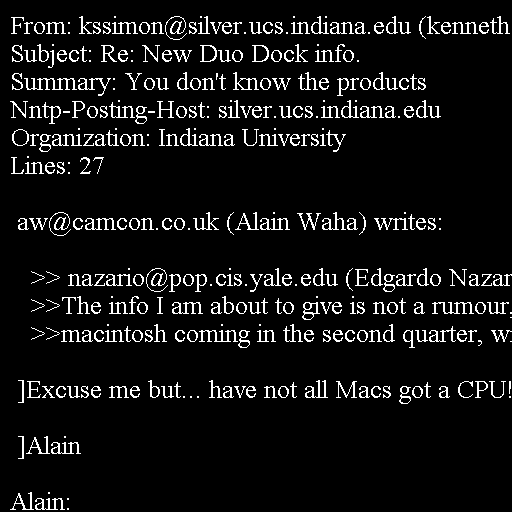 From: kssimon@silver.ucs.indiana.edu (kenneth
Subject: Re: New Duo Dock info.
Summary: You don't know the products
Nntp-Posting-Host: silver.ucs.indiana.edu
Organization: Indiana University
Lines: 27
aw@camcon.co.uk (Alain Waha) writes:
>> nazario@pop.cis.yale.edu (Edgardo Nazar
>>The info I am about to give is not a rumour,
>>macintosh coming in the second quarter, w
]Excuse me but... have not all Macs got a CPU!
]Alain
Alain: